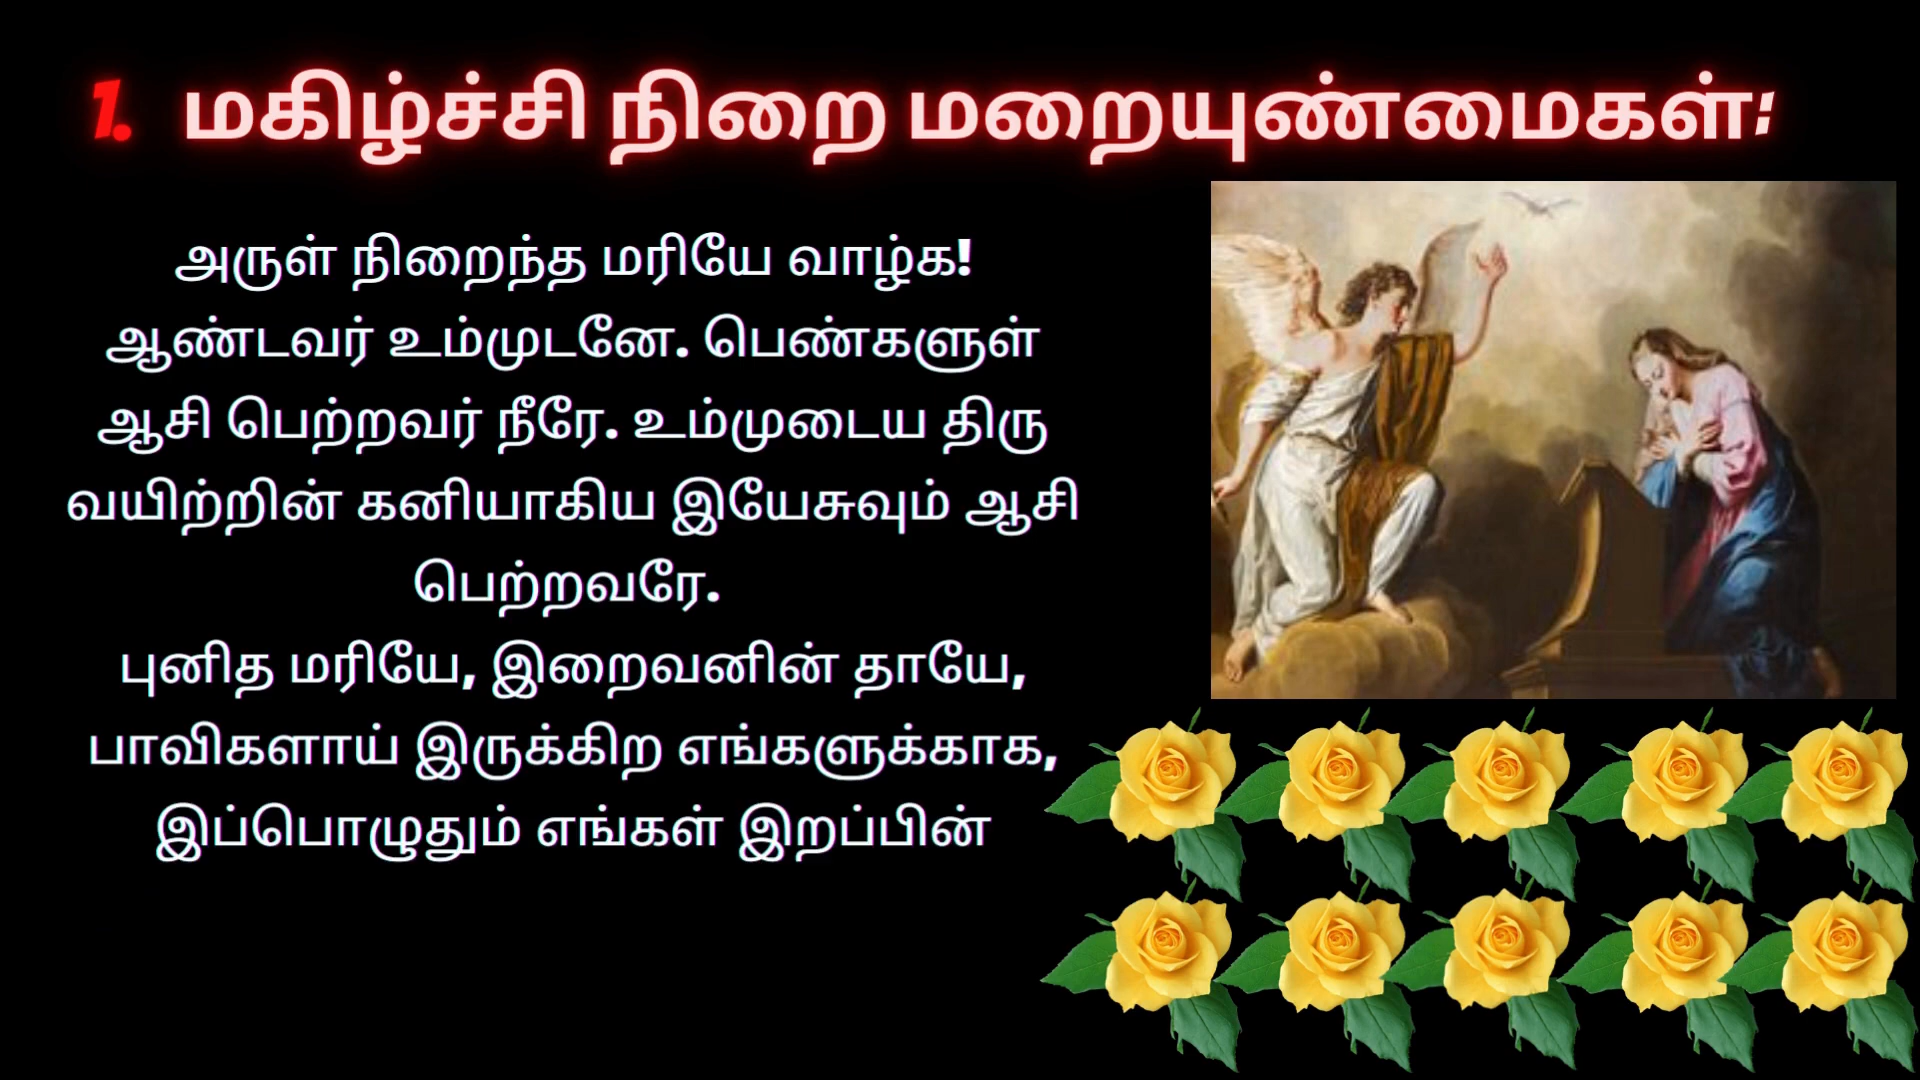 1. மகிழ்ச்சி நிறை மறையுண்மைகள்:
அருள் நிறைந்த மரியே வாழ்க!
ஆண்டவர் உம்முடனே. பெண்களுள்
ஆசி பெற்றவர் நீரே. உம்முடைய திரு
வயிற்றின் கனியாகிய இயேசுவும் ஆசி
பெற்றவரே.
புனித மரியே, இறைவனின் தாயே,
பாவிகளாய் இருக்கிற எங்களுக்காக,
இப்பொழுதும் எங்கள் இறப்பின்